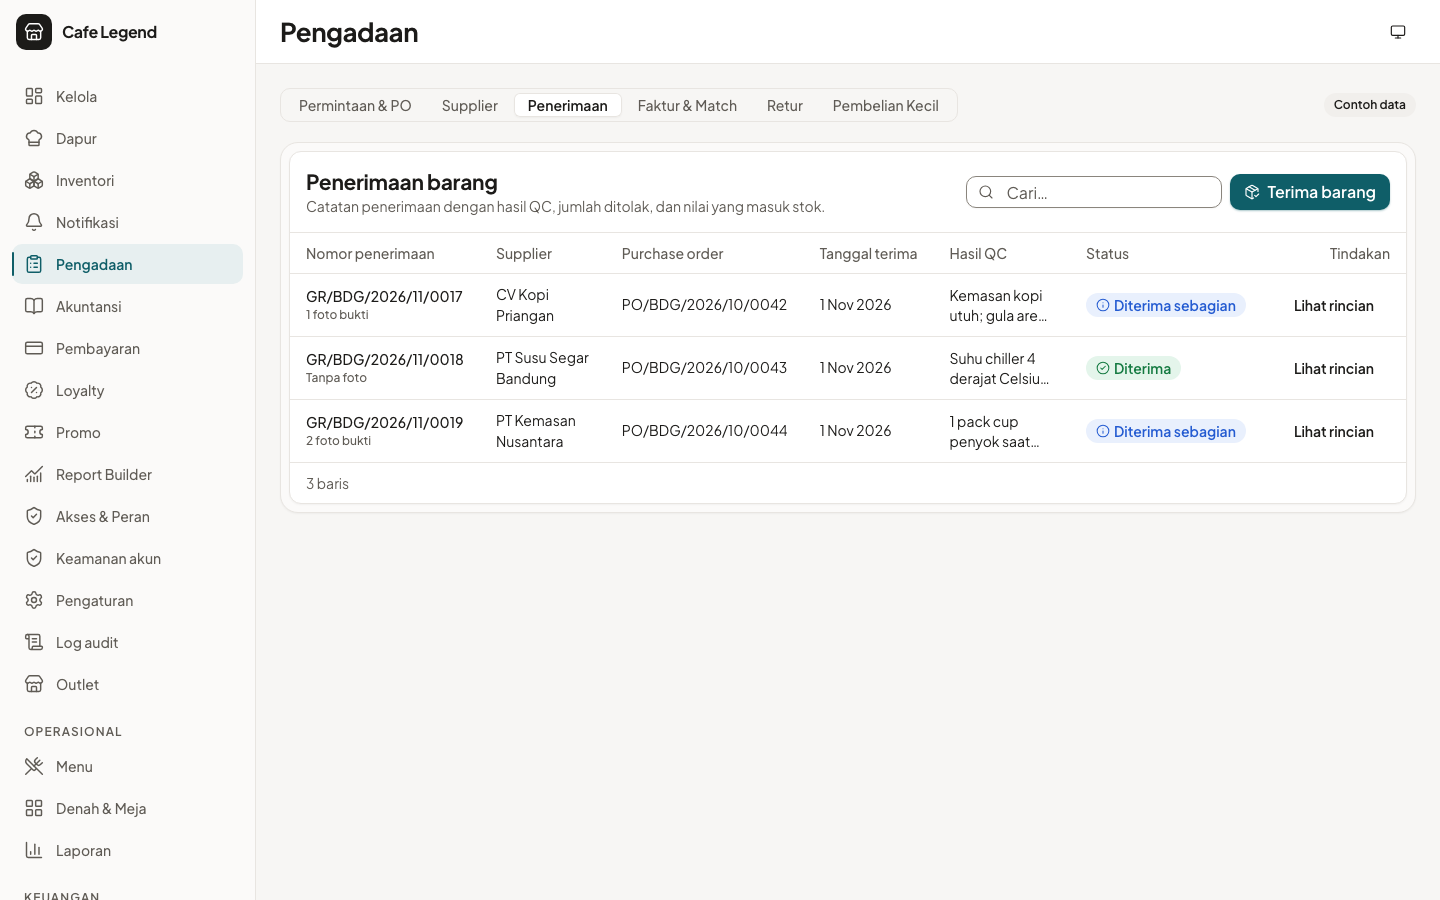 Cafe Legend
Pengadaan
Kelola
Dapur
Inventori
Notifikasi
Pengadaan
Akuntansi
Pembayaran
Loyalty
Promo
Report Builder
Akses & Peran
Keamanan akun
Pengaturan
Log audit
Outlet
OPERASIONAL
Menu
Denah & Meja
Laporan
KEUANGAN
Permintaan & PO
Supplier
Penerimaan
Faktur & Match
Retur
Pembelian Kecil
Contoh data
Penerimaan barang
Catatan penerimaan dengan hasil QC, jumlah ditolak, dan nilai yang masuk stok.
Cari...
Terima barang
Nomor penerimaan
Supplier
Purchase order
Tanggal terima
Hasil QC
Status
Tindakan
GR/BDG/2026/11/0017
1 foto bukti
CV Kopi
Priangan
PO/BDG/2026/10/0042
1 Nov 2026
Kemasan kopi
utuh; gula are...
Diterima sebagian
Lihat rincian
GR/BDG/2026/11/0018
Tanpa foto
PT Susu Segar
Bandung
PO/BDG/2026/10/0043
1 Nov 2026
Suhu chiller 4
derajat Celsiu...
Diterima
Lihat rincian
GR/BDG/2026/11/0019
2 foto bukti
PT Kemasan
Nusantara
PO/BDG/2026/10/0044
1 Nov 2026
1 pack cup
penyok saat...
Diterima sebagian
Lihat rincian
3 baris